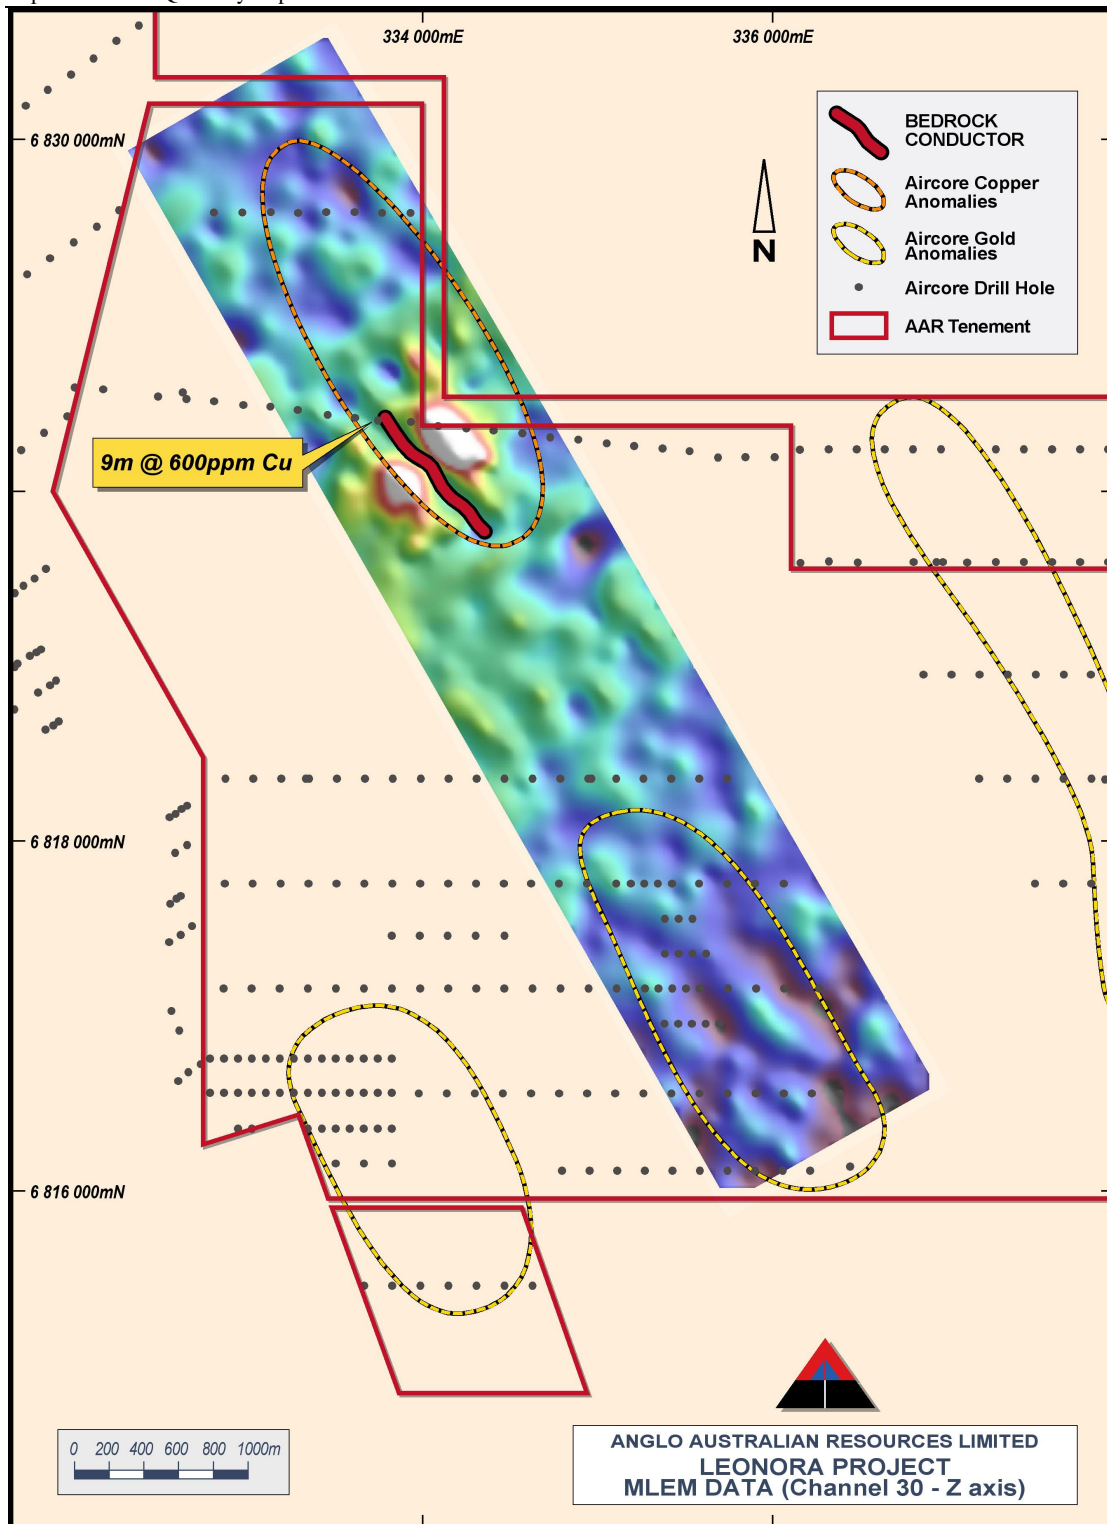 334 000mE
336 000mE
6 830 000mN
BEDROCK
CONDUCTOR
Aircore Copper
Anomalies
Aircore Gold
Anomalies
Aircore Drill Hole
AAR Tenement
N
9m @ 600ppm Cu
6 818 000mN
6 816 000mN
0 200 400 600 800 1000m
ANGLO AUSTRALIAN RESOURCES LIMITED
LEONORA PROJECT
MLEM DATA (Channel 30 - Z axis)